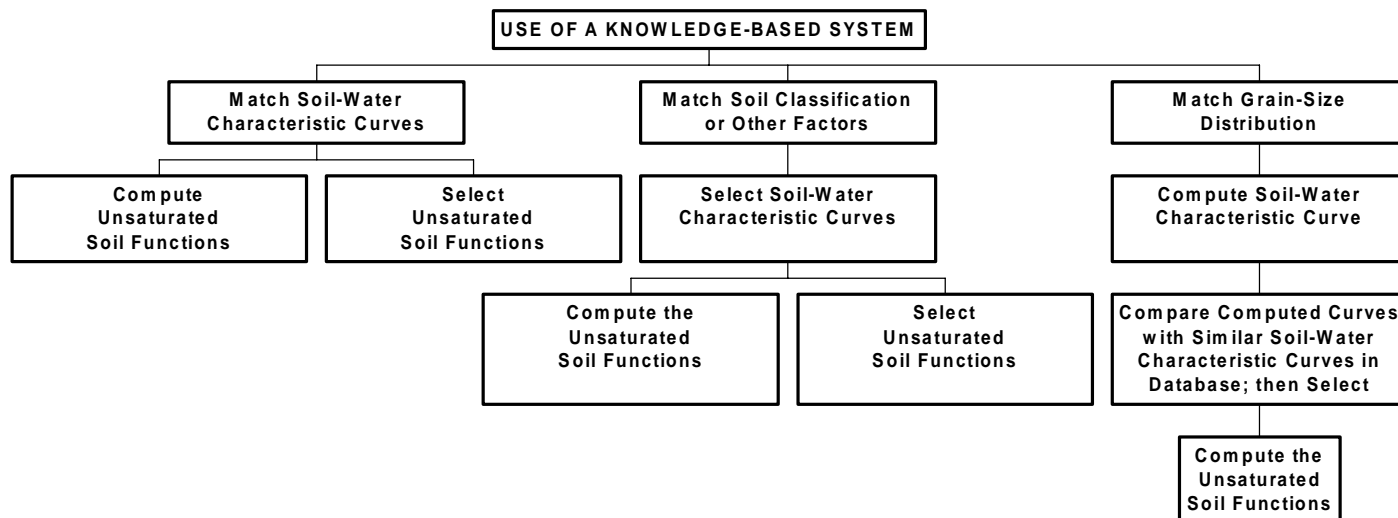 USE OF A KNOWLEDGE-BASED SYSTEM
Match Soil-Water
Characteristic Curves
Match Soil Classification
or Other Factors
Match Grain-Size
Distribution
Compute
Unsaturated
Soil Functions
Select
Unsaturated
Soil Functions
Select Soil-Water
Characteristic Curves
Compute Soil-Water
Characteristic Curve
Compute the
Unsaturated
Soil Functions
Select
Unsaturated
Soil Functions
Compare Computed Curves
with Similar Soil-Water
Characteristic Curves in
Database; then Select
Compute the
Unsaturated
Soil Functions